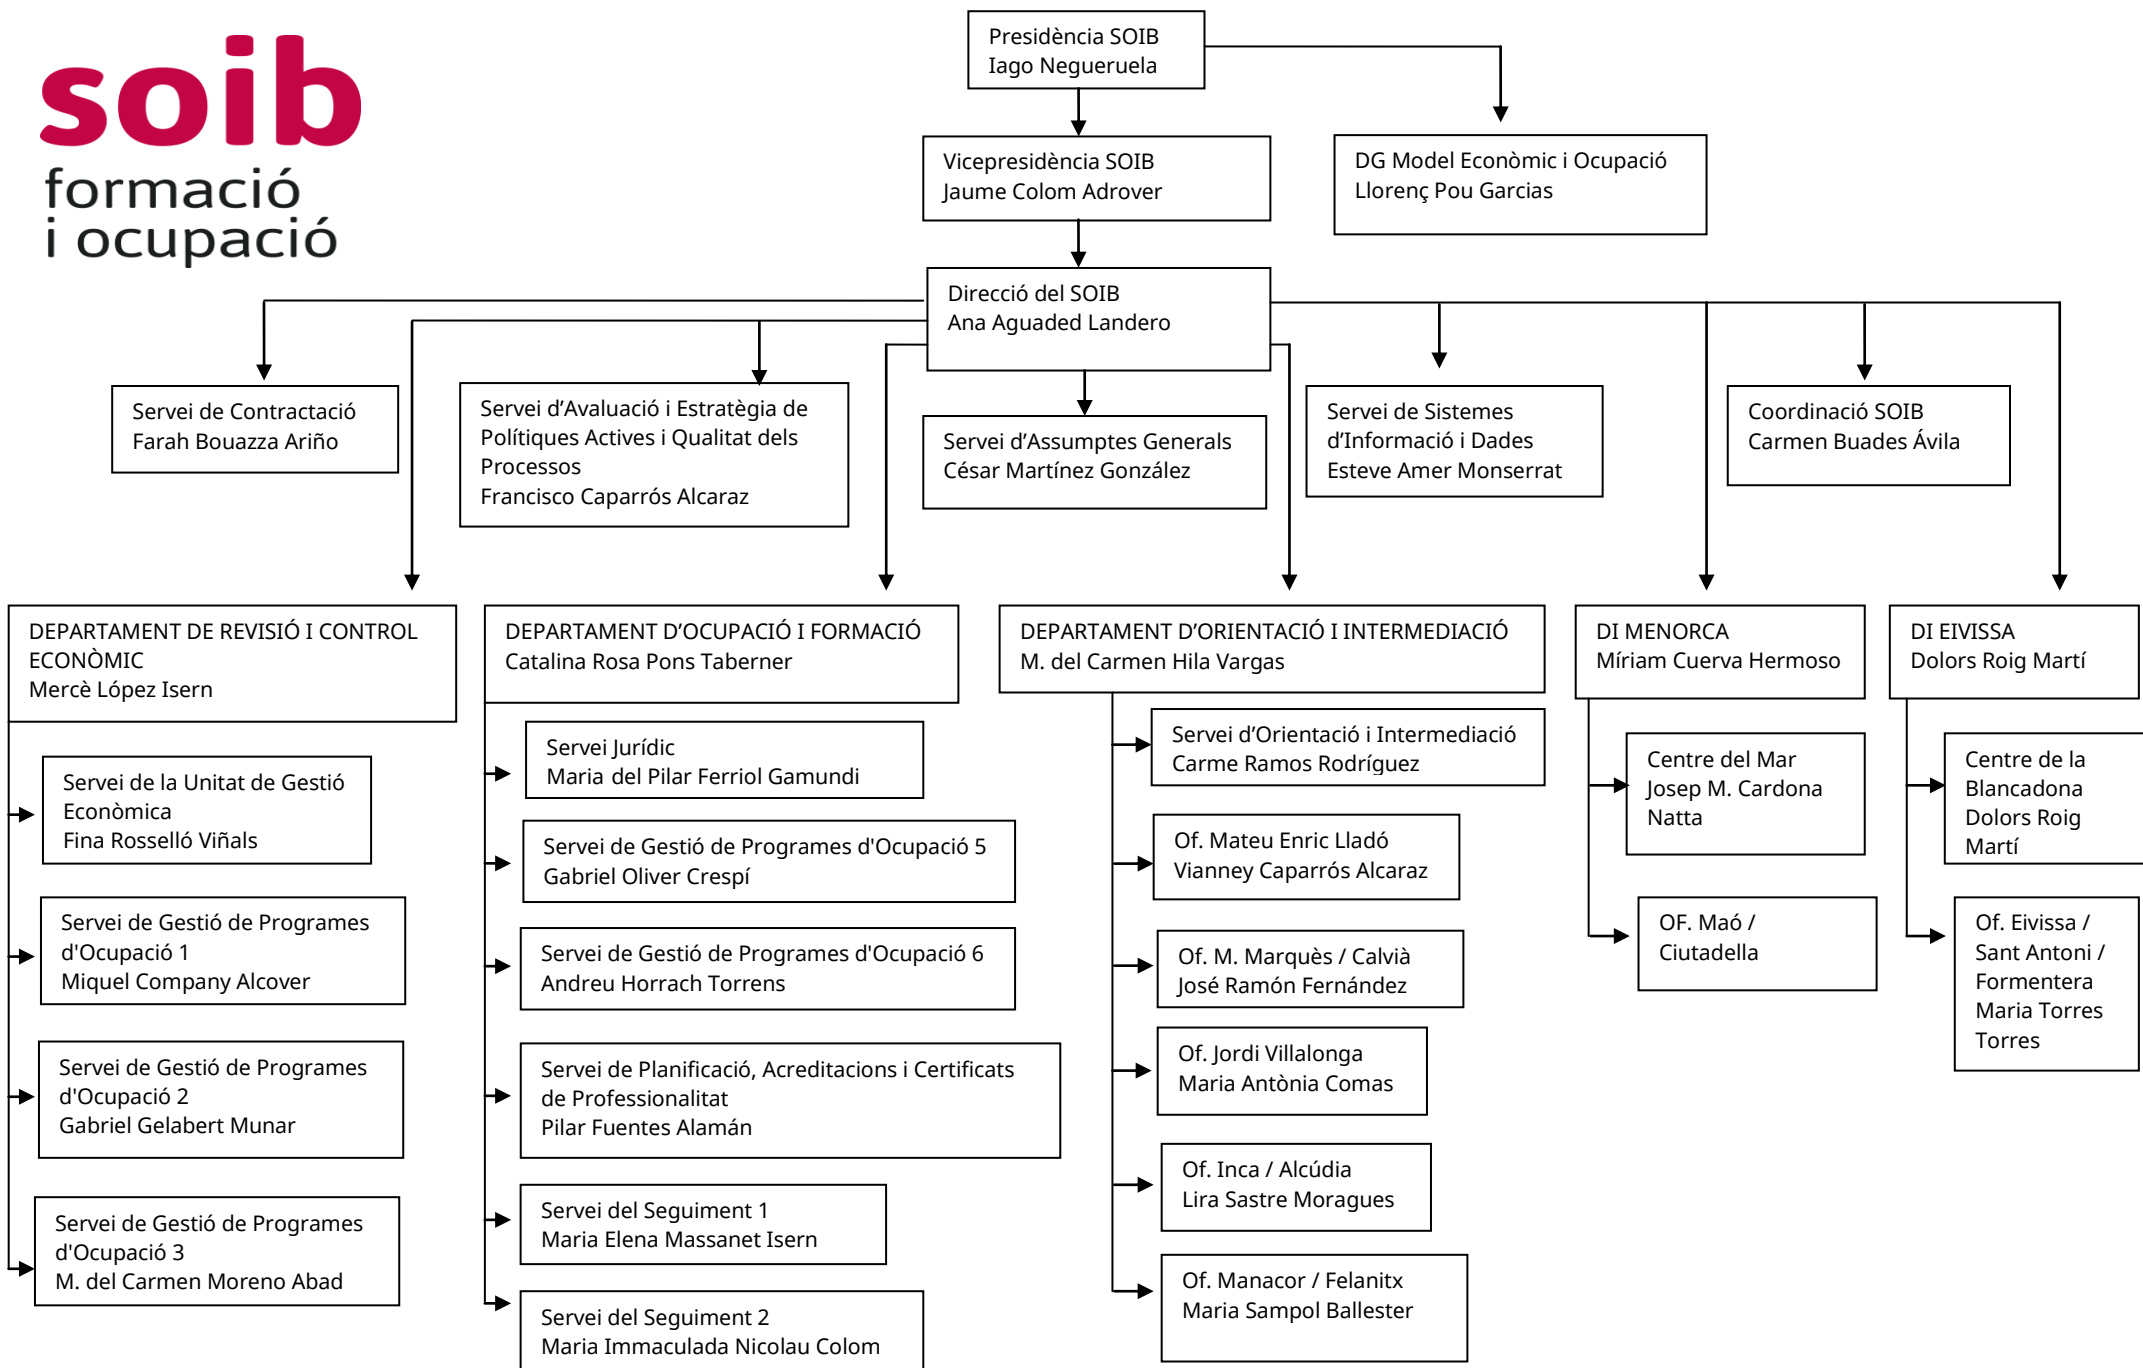 soib
formació
i ocupació
Presidència SOIB
Iago Negueruela
Vicepresidència SOIB
Jaume Colom Adrover
DG Model Econòmic i Ocupació
Llorenç Pou Garcias
Direcció del SOIB
Ana Aguaded Landero
Servei de Contractació
Farah Bouazza Ariño
Servei d’Avaluació i Estratègia de
Polítiques Actives i Qualitat dels
Processos
Francisco Caparrós Alcaraz
Servei d’Assumptes Generals
César Martínez González
Servei de Sistemes
d’Informació i Dades
Esteve Amer Monserrat
Coordinació SOIB
Carmen Buades Ávila
DEPARTAMENT DE REVISIÓ I CONTROL
ECONÒMIC
Mercè López Isern
Servei de la Unitat de Gestió
Econòmica
Fina Rosselló Viñals
Servei de Gestió de Programes
d'Ocupació 1
Miquel Company Alcover
Servei de Gestió de Programes
d'Ocupació 2
Gabriel Gelabert Munar
Servei de Gestió de Programes
d'Ocupació 3
M. del Carmen Moreno Abad
DEPARTAMENT D’OCUPACIÓ I FORMACIÓ
Catalina Rosa Pons Taberner
Servei Jurídic
Maria del Pilar Ferriol Gamundi
Servei de Gestió de Programes d'Ocupació 5
Gabriel Oliver Crespí
Servei de Gestió de Programes d'Ocupació 6
Andreu Horrach Torrens
Servei de Planificació, Acreditacions i Certificats
de Professionalitat
Pilar Fuentes Alamán
Servei del Seguiment 1
Maria Elena Massanet Isern
Servei del Seguiment 2
Maria Immaculada Nicolau Colom
DEPARTAMENT D’ORIENTACIÓ I INTERMEDIACIÓ
M. del Carmen Hila Vargas
Servei d’Orientació i Intermediació
Carme Ramos Rodríguez
Of. Mateu Enric Lladó
Vianney Caparrós Alcaraz
Of. M. Marquès / Calvià
José Ramón Fernández
Of. Jordi Villalonga
Maria Antònia Comas
Of. Inca / Alcúdia
Lira Sastre Moragues
Of. Manacor / Felanitx
Maria Sampol Ballester
DI MENORCA
Míriam Cuerva Hermoso
Centre del Mar
Josep M. Cardona
Natta
OF. Maó /
Ciutadella
DI EIVISSA
Dolors Roig Martí
Centre de la
Blancadona
Dolors Roig
Martí
Of. Eivissa /
Sant Antoni /
Formentera
Maria Torres
Torres